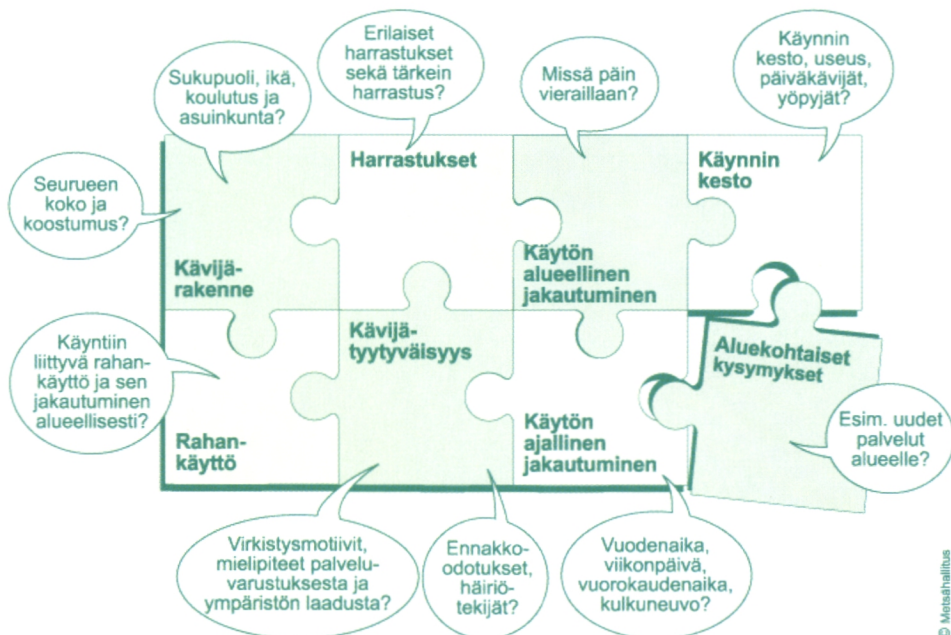 Erilaiset
harrastukset
sekä tärkein
harrastus?
Käynnin
kesto, useus,
päiväkävijät,
yöpyjät?
Sukupuoli, ikä,
koulutus ja
asuinkunta?
Missä päin
vieraillaan?
Seurueen
koko ja
koostumus?
Harrastukset
Käynnin
kesto
Kävijä-
rakenne
Käytön
alueellinen
jakautuminen
Käyntiin
liittyvä rahan-
käyttö ja sen
jakautuminen
alueellisesti?
Kävijä-
tyytyväisyys
Aluekohtaiset
kysymykset
Rahan-
käyttö
Käytön
ajallinen
jakautuminen
Esim. uudet
palvelut
alueelle?
Virkistysmotiivit,
mielipiteet palvelu-
varustuksesta ja
ympäristön laadusta?
Ennakko-
odotukset,
häiriö-
tekijät?
Vuodenaika,
viikonpäivä,
vuorokaudenaika,
kulkuneuvo?
© Metsähallitus